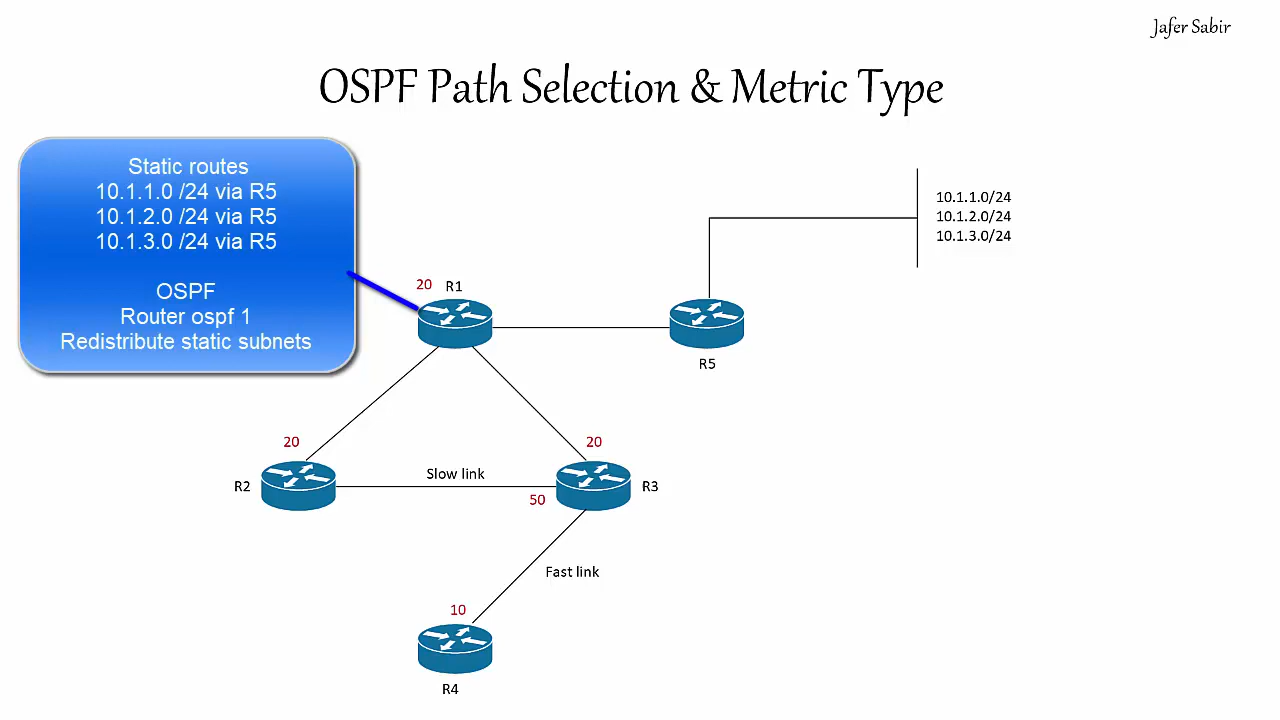 Jafer Sabir
OSPF Path Selection & Metric Type
Static routes
10.1.1.0 /24 via R5
10.1.2.0 /24 via R5
10.1.3.0 /24 via R5
OSPF
Router ospf 1
Redistribute static subnets
10.1.1.0/24
10.1.2.0/24
10.1.3.0/24
20 R1
R5
20
20
R2
Slow link
R3
50
Fast link
10
R4